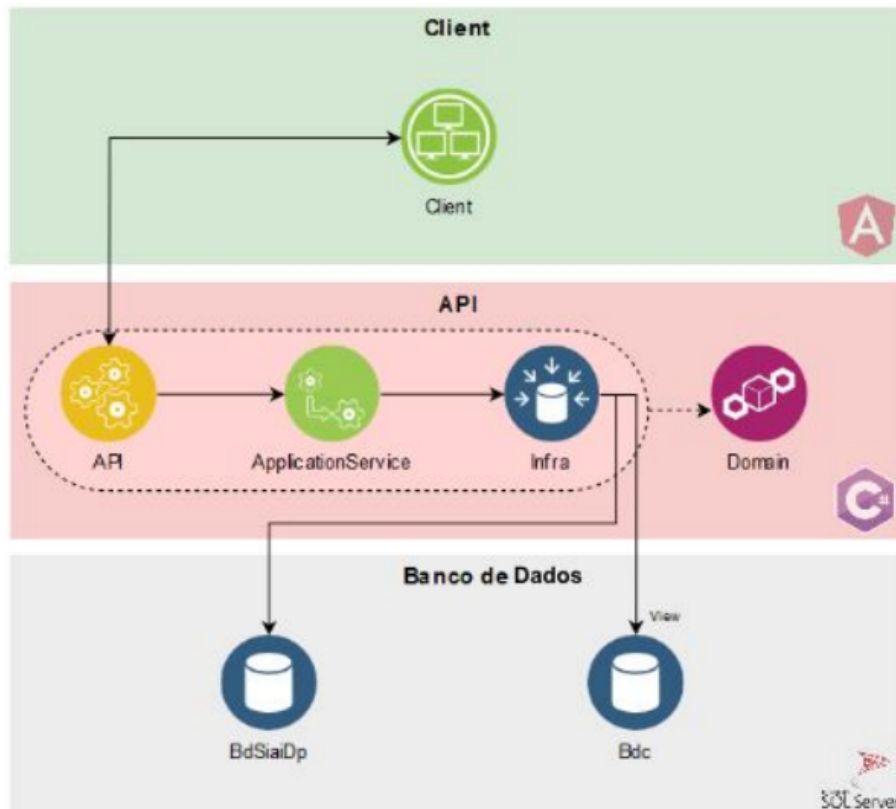 Client
Client
A
API
API
ApplicationService
Infra
Domain
C#
Banco de Dados
View
BdSiaiDp
Bdc
SQL Server